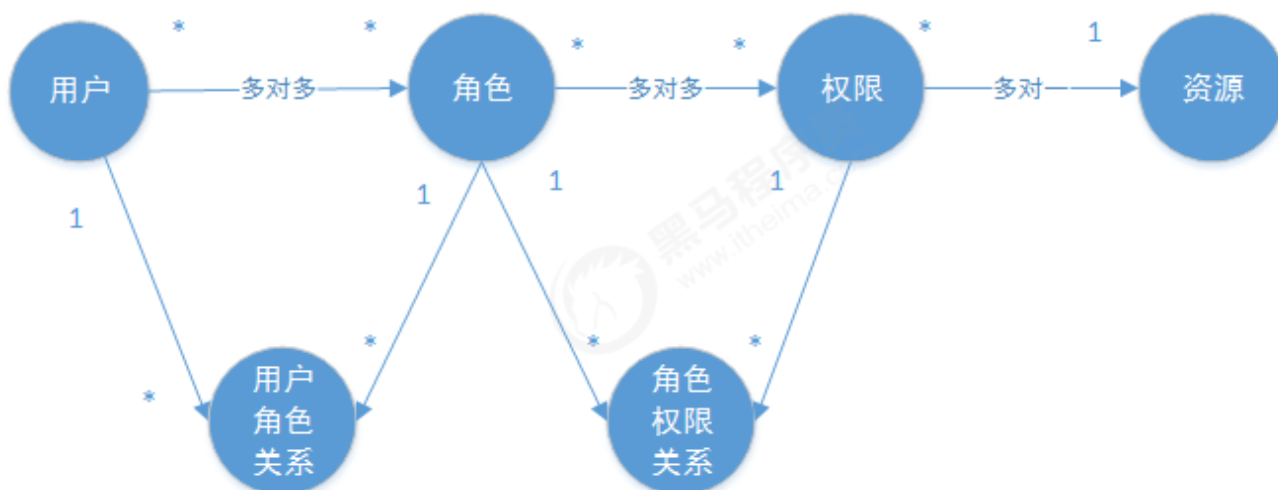 * * * * * 1
用户 多对多 角色 多对多 权限 多对一 资源
1 1 1 1
黑马程序员
www.itheima.com
* * * *
用户
角色
关系
角色
权限
关系